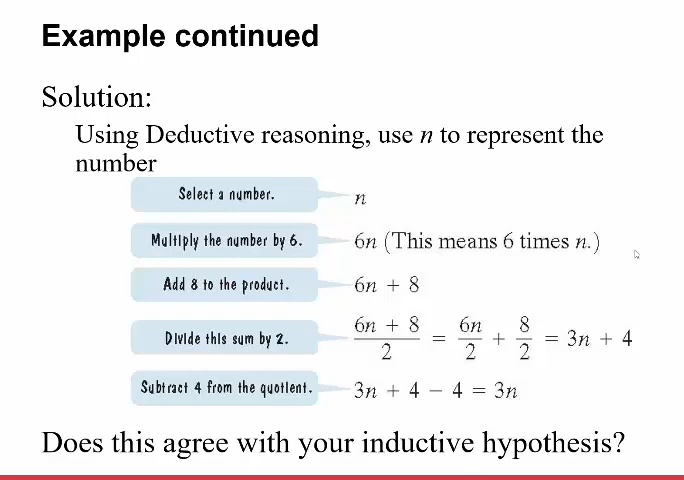 Example continued
Solution:
Using Deductive reasoning, use n to represent the
number
Select a number. n
Multiply the number by 6. 6n (This means 6 times n.)
Add 8 to the product. 6n + 8
Divide this sum by 2. (6n + 8)/2 = 6n/2 + 8/2 = 3n + 4
Subtract 4 from the quotient. 3n + 4 − 4 = 3n
Does this agree with your inductive hypothesis?